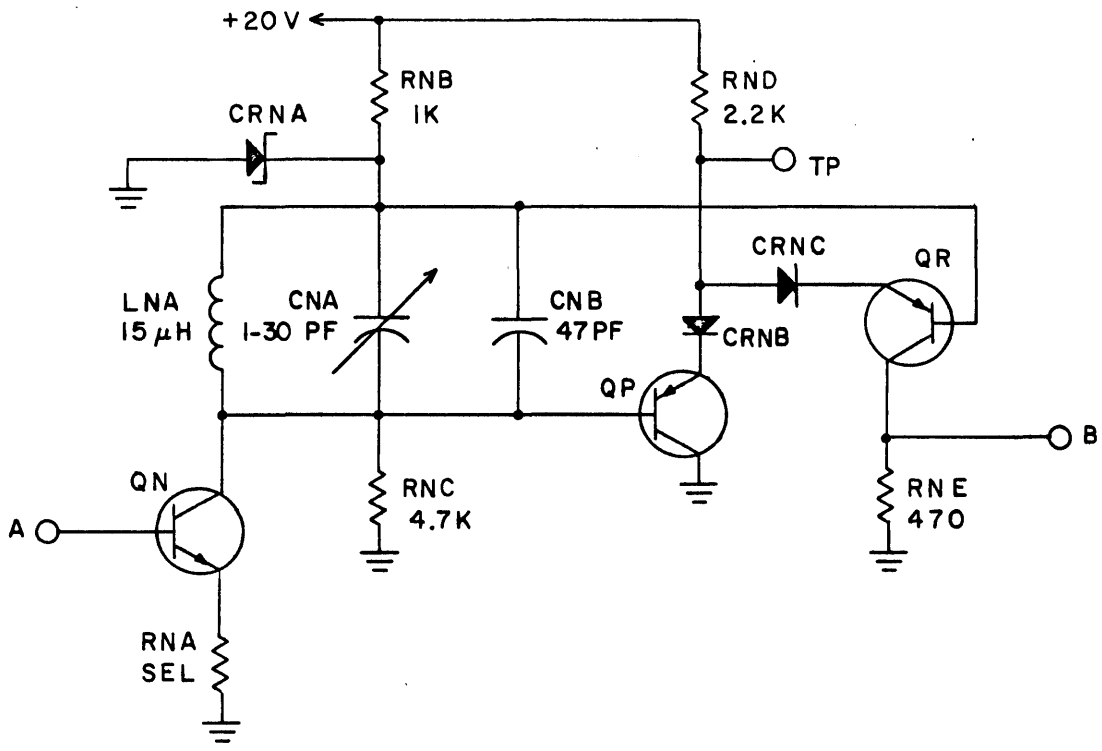 +20V
RNB
1K
RND
2.2K
CRNA
TP
CRNC
QR
LNA
15 μH
CNA
1-30 PF
CNB
47PF
CRNB
QP
QN
RNC
4.7K
A
B
RNE
470
RNA
SEL